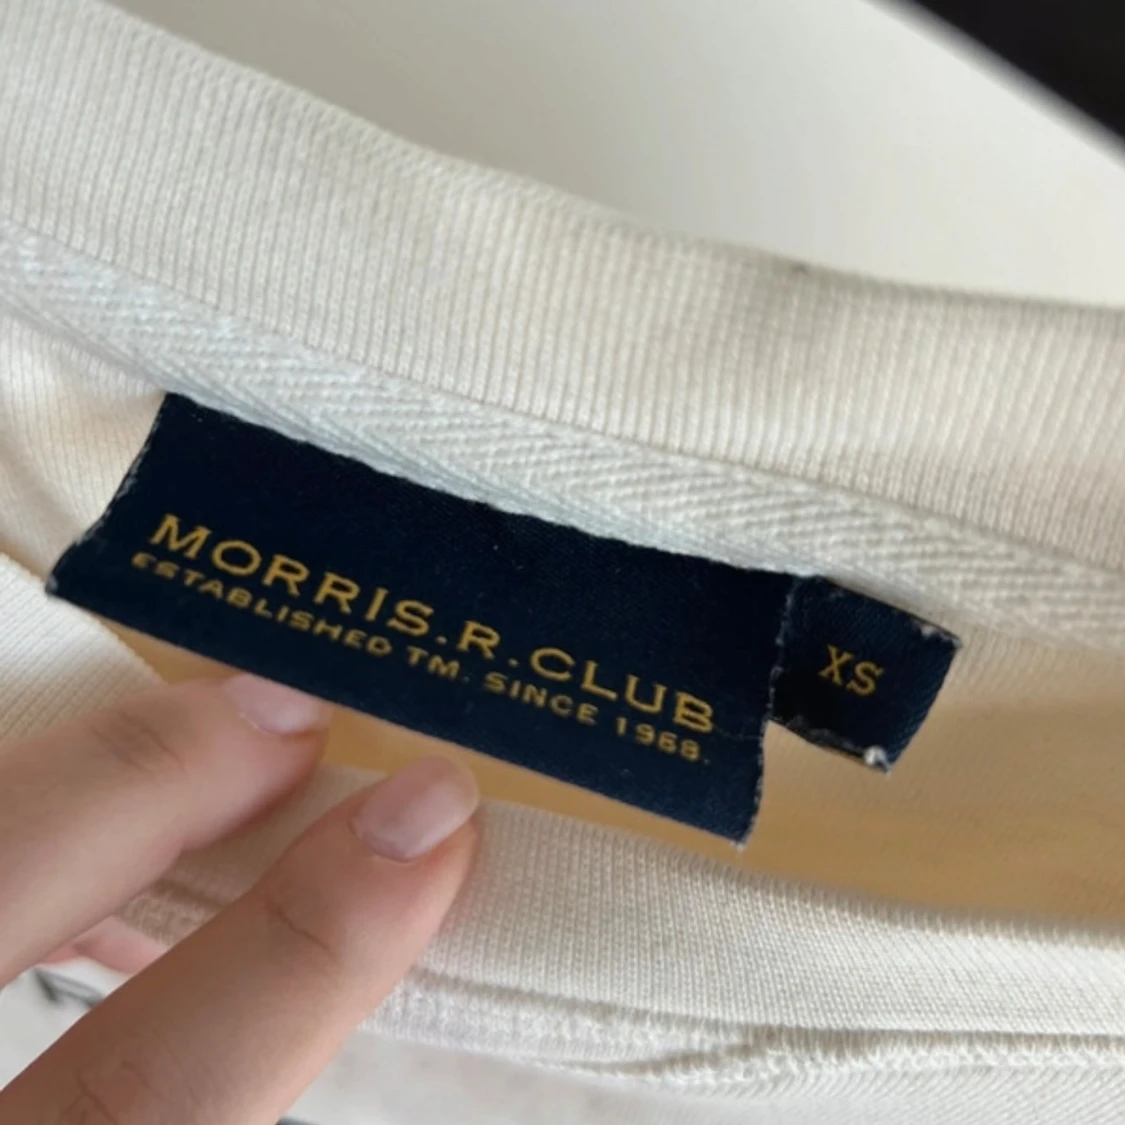 MORRIS.R.CLUB
ESTABLISHED TM. SINCE 1968.
XS